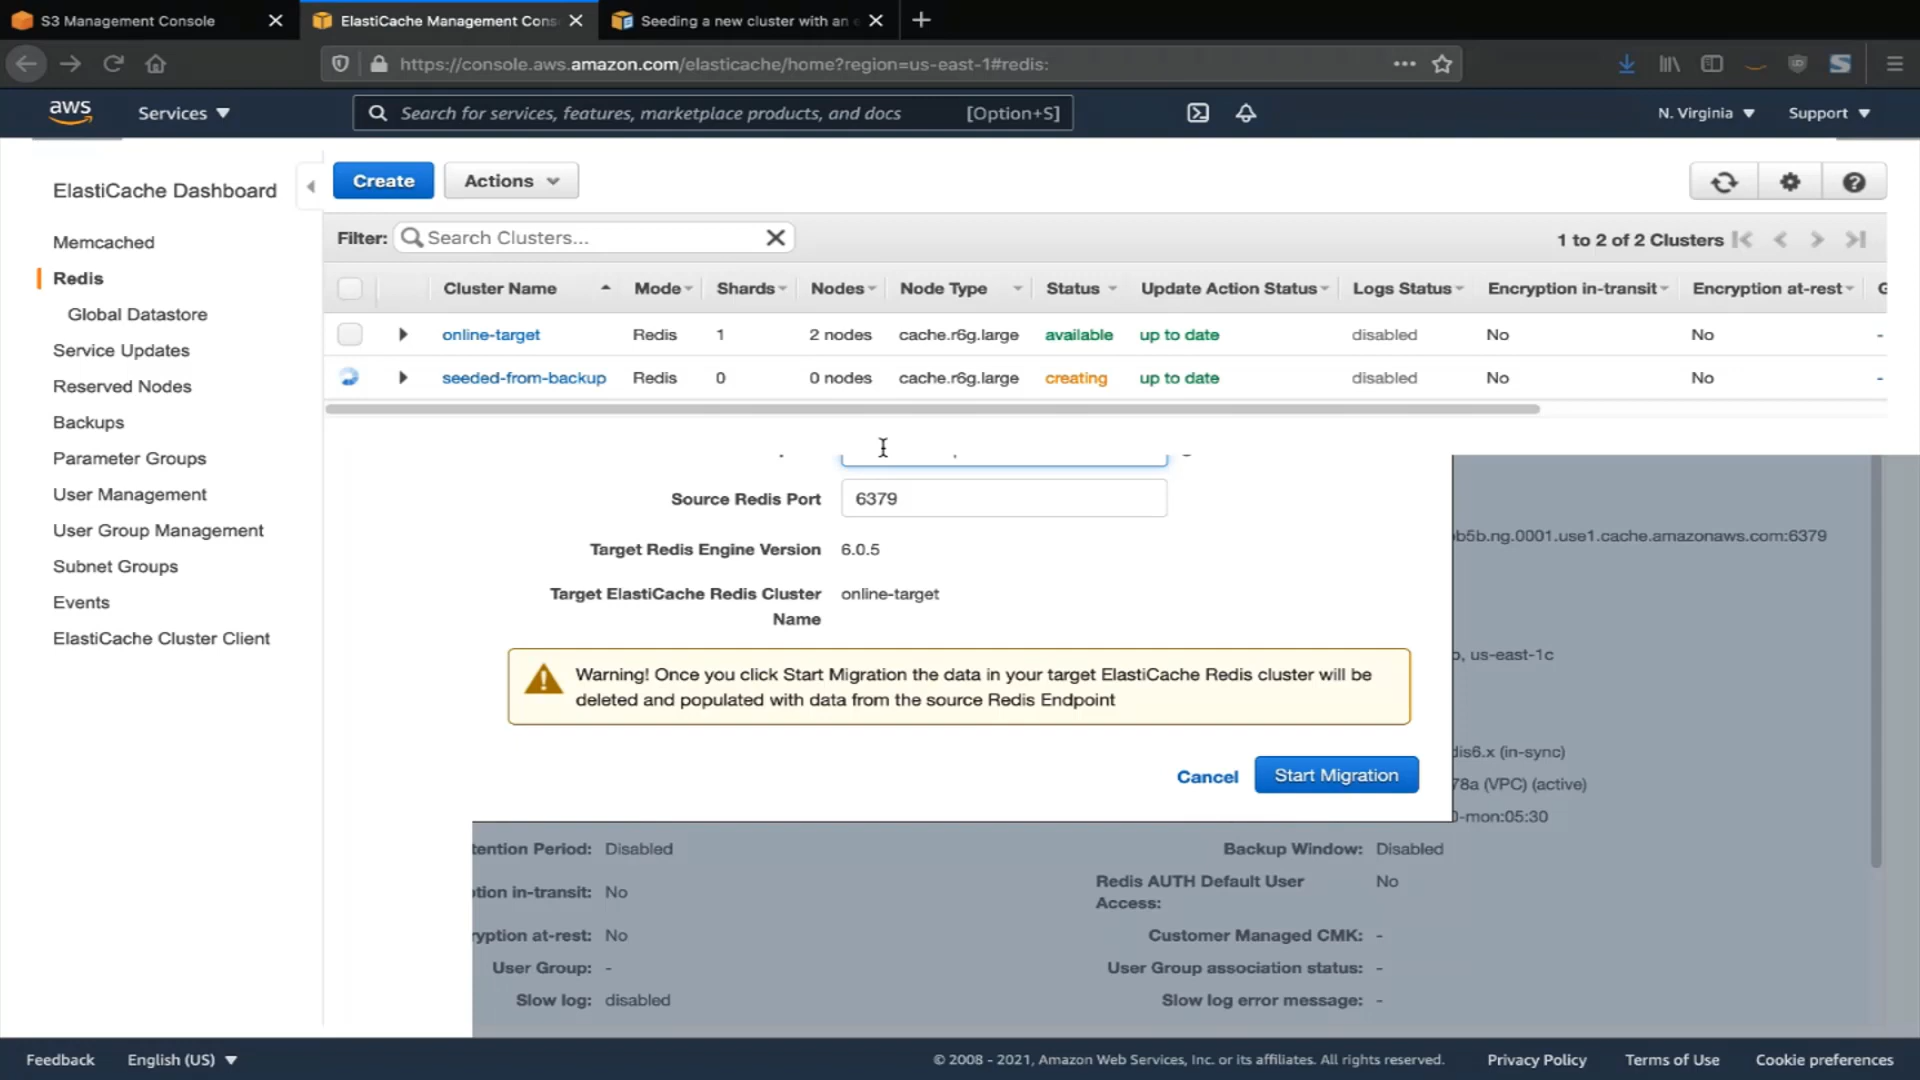 S3 Management Console
ElastiCache Management Cons
Seeding a new cluster with an e
https://console.aws.amazon.com/elasticache/home?region=us-east-1#redis:
aws
Services
Search for services, features, marketplace products, and docs [Option+S]
N. Virginia
Support
ElastiCache Dashboard
Memcached
Redis
Global Datastore
Service Updates
Reserved Nodes
Backups
Parameter Groups
User Management
User Group Management
Subnet Groups
Events
ElastiCache Cluster Client
Create
Actions
Filter: Search Clusters...
1 to 2 of 2 Clusters
Cluster Name Mode Shards Nodes Node Type Status Update Action Status Logs Status Encryption in-transit Encryption at-rest G
online-target Redis 1 2 nodes cache.r6g.large available up to date disabled No No -
seeded-from-backup Redis 0 0 nodes cache.r6g.large creating up to date disabled No No -
Source Redis Port 6379
Target Redis Engine Version 6.0.5
Target ElastiCache Redis Cluster Name online-target
Warning! Once you click Start Migration the data in your target ElastiCache Redis cluster will be
deleted and populated with data from the source Redis Endpoint
Cancel
Start Migration
b5b.ng.0001.use1.cache.amazonaws.com:6379
, us-east-1c
dis6.x (in-sync)
78a (VPC) (active)
-mon:05:30
tention Period: Disabled
Backup Window: Disabled
tion in-transit: No
Redis AUTH Default User Access: No
ryption at-rest: No
Customer Managed CMK: -
User Group: -
User Group association status: -
Slow log: disabled
Slow log error message: -
Feedback
English (US)
© 2008 - 2021, Amazon Web Services, Inc. or its affiliates. All rights reserved.
Privacy Policy
Terms of Use
Cookie preferences